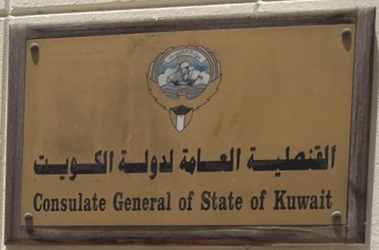 القنصلية العامة لدولة الكويت
Consulate General of State of Kuwait